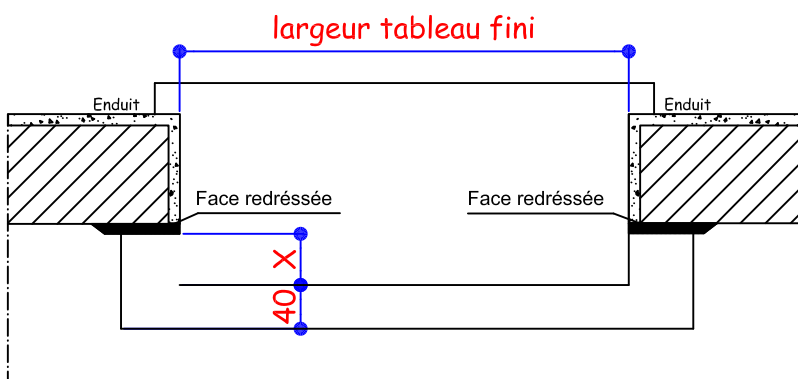 largeur tableau fini
Enduit
Enduit
Face redréssée
Face redréssée
X
40